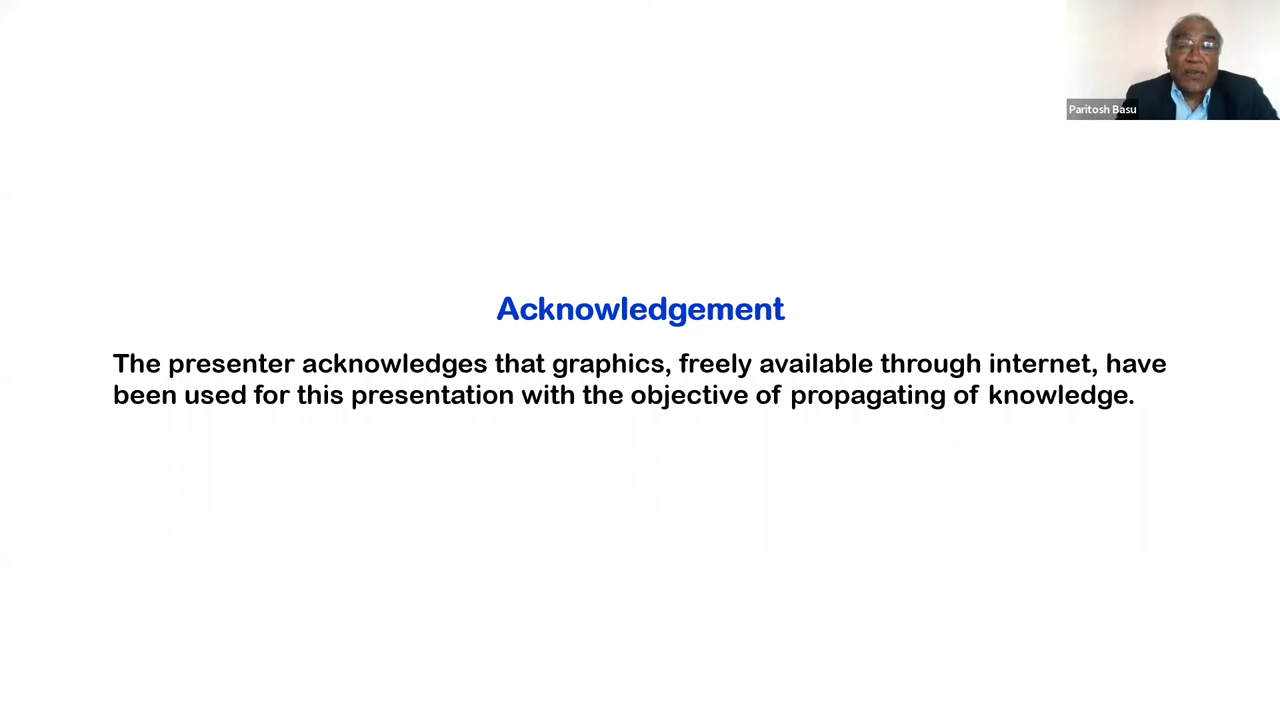 Paritosh Basu
Acknowledgement
The presenter acknowledges that graphics, freely available through internet, have
been used for this presentation with the objective of propagating of knowledge.